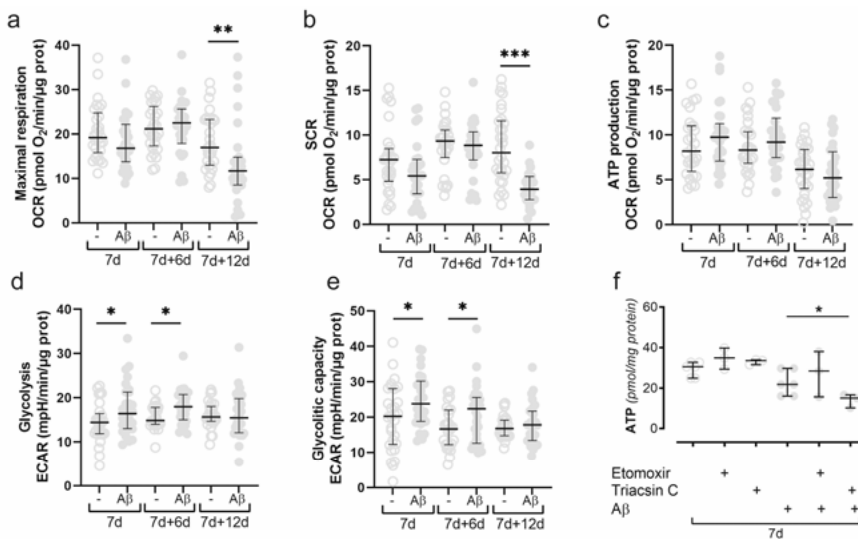 a
Maximal respiration
OCR (pmol O₂/min/µg prot)
40
30
20
10
0
**
- Aβ - Aβ - Aβ
7d 7d+6d 7d+12d
b
SCR
OCR (pmol O₂/min/µg prot)
20
15
10
5
0
***
- Aβ - Aβ - Aβ
7d 7d+6d 7d+12d
c
ATP production
OCR (pmol O₂/min/µg prot)
20
15
10
5
0
- Aβ - Aβ - Aβ
7d 7d+6d 7d+12d
d
Glycolysis
ECAR (mpH/min/µg prot)
40
30
20
10
0
* *
- Aβ - Aβ - Aβ
7d 7d+6d 7d+12d
e
Glycolitic capacity
ECAR (mpH/min/µg prot)
50
40
30
20
10
0
* *
- Aβ - Aβ - Aβ
7d 7d+6d 7d+12d
f
ATP (pmol/mg protein)
60
40
20
0
*
Etomoxir + +
Triacsin C + +
Aβ + + +
7d